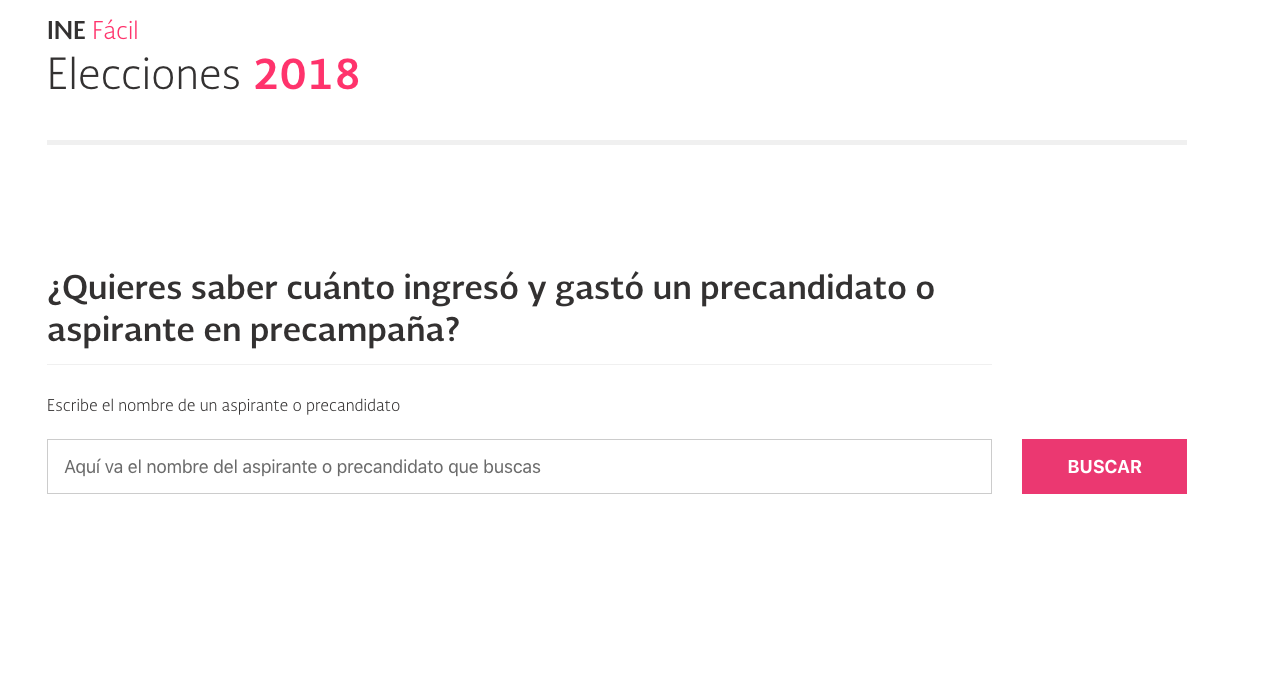 INE Fácil
Elecciones 2018
¿Quieres saber cuánto ingresó y gastó un precandidato o
aspirante en precampaña?
Escribe el nombre de un aspirante o precandidato
Aquí va el nombre del aspirante o precandidato que buscas
BUSCAR